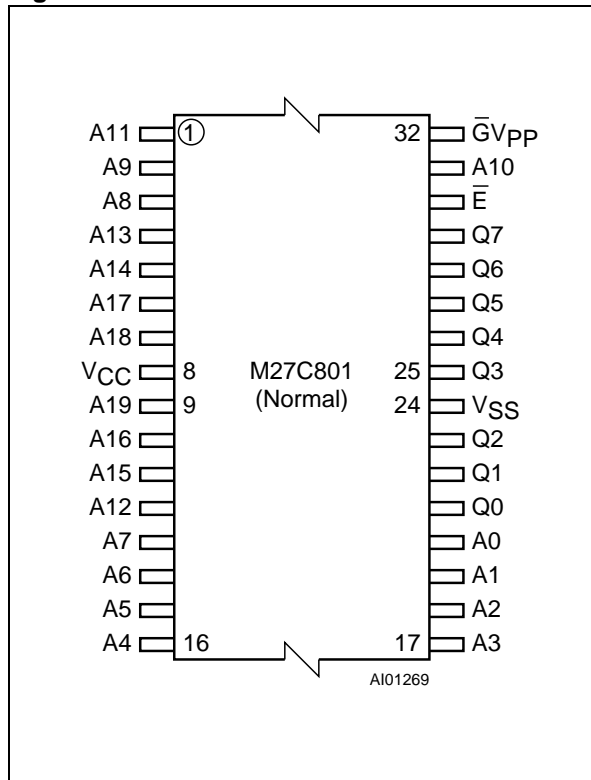 A11 1 32 G̅VPP
A9 A10
A8 E̅
A13 Q7
A14 Q6
A17 Q5
A18 Q4
VCC 8 M27C801 25 Q3
A19 9 (Normal) 24 VSS
A16 Q2
A15 Q1
A12 Q0
A7 A0
A6 A1
A5 A2
A4 16 17 A3
AI01269